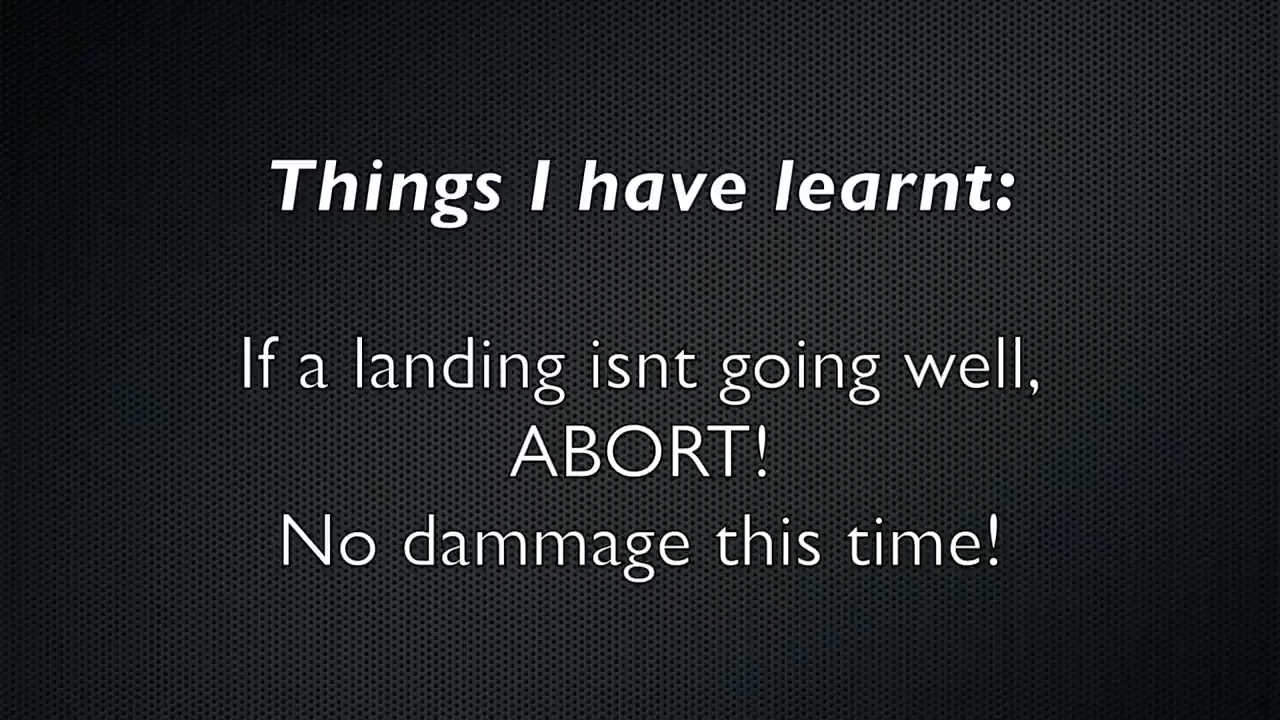 Things I have learnt:
If a landing isnt going well,
ABORT!
No dammage this time!